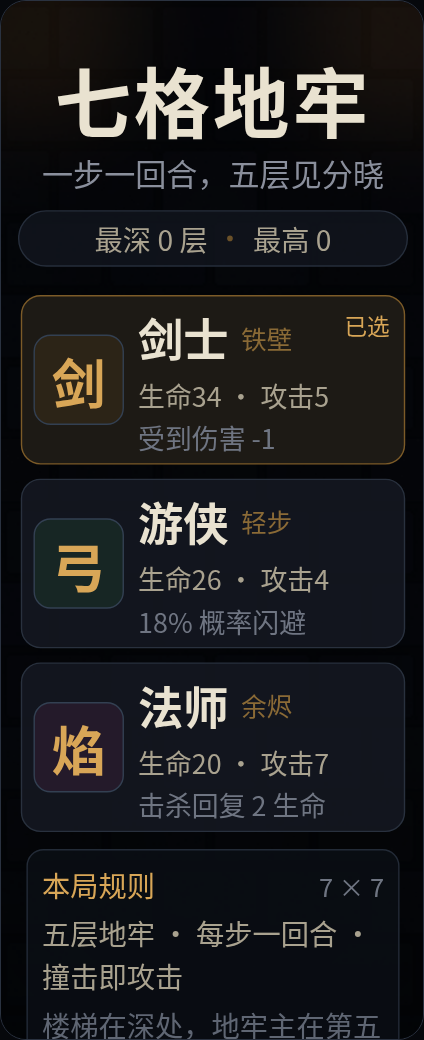 七格地牢
一步一回合，五层见分晓
最深 0 层 · 最高 0
已选
剑
剑士 铁壁
生命34 · 攻击5
受到伤害 -1
弓
游侠 轻步
生命26 · 攻击4
18% 概率闪避
焰
法师 余烬
生命20 · 攻击7
击杀回复 2 生命
本局规则 7 × 7
五层地牢 · 每步一回合 ·
撞击即攻击
楼梯在深处，地牢主在第五